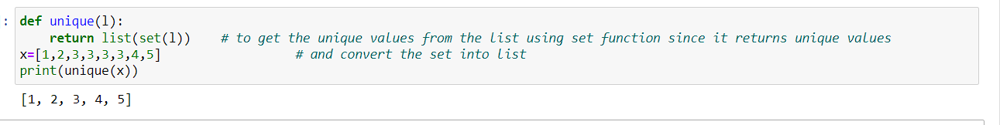 : def unique(l):
    return list(set(l))    # to get the unique values from the list using set function since it returns unique values
x=[1,2,3,3,3,3,4,5]                  # and convert the set into list
print(unique(x))
[1, 2, 3, 4, 5]